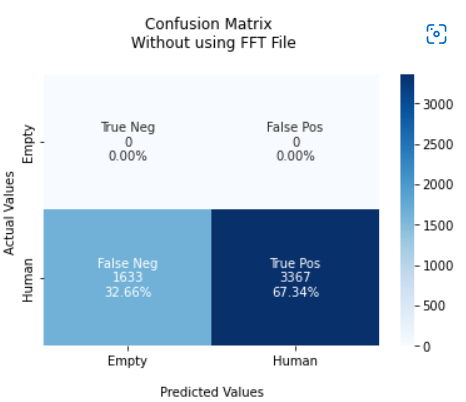 Confusion Matrix
Without using FFT File
True Neg
0
0.00%
False Pos
0
0.00%
False Neg
1633
32.66%
True Pos
3367
67.34%
Empty
Human
Actual Values
Empty
Human
Predicted Values
3000
2500
2000
1500
1000
500
0